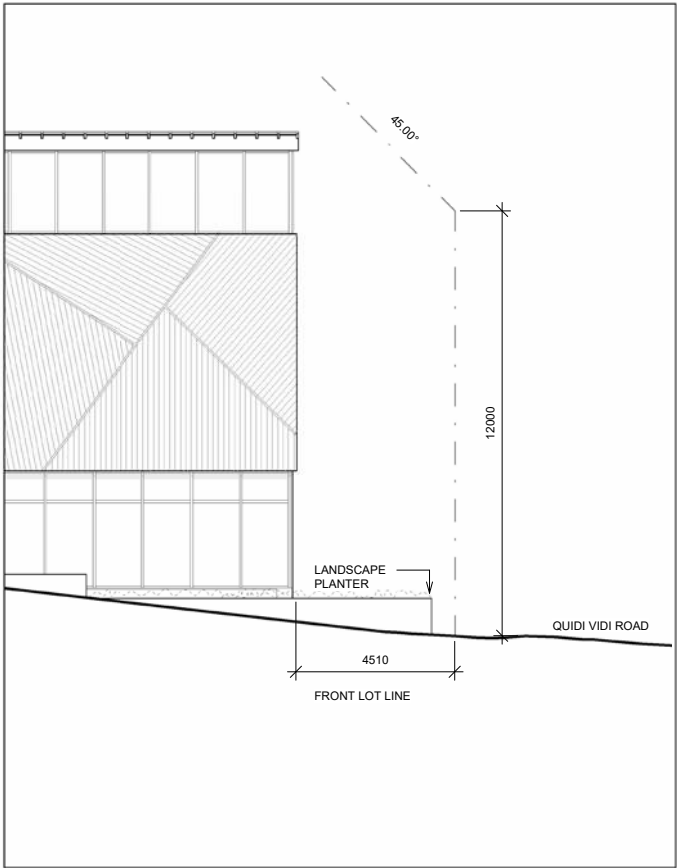 45.00°
12000
LANDSCAPE
PLANTER
QUIDI VIDI ROAD
4510
FRONT LOT LINE